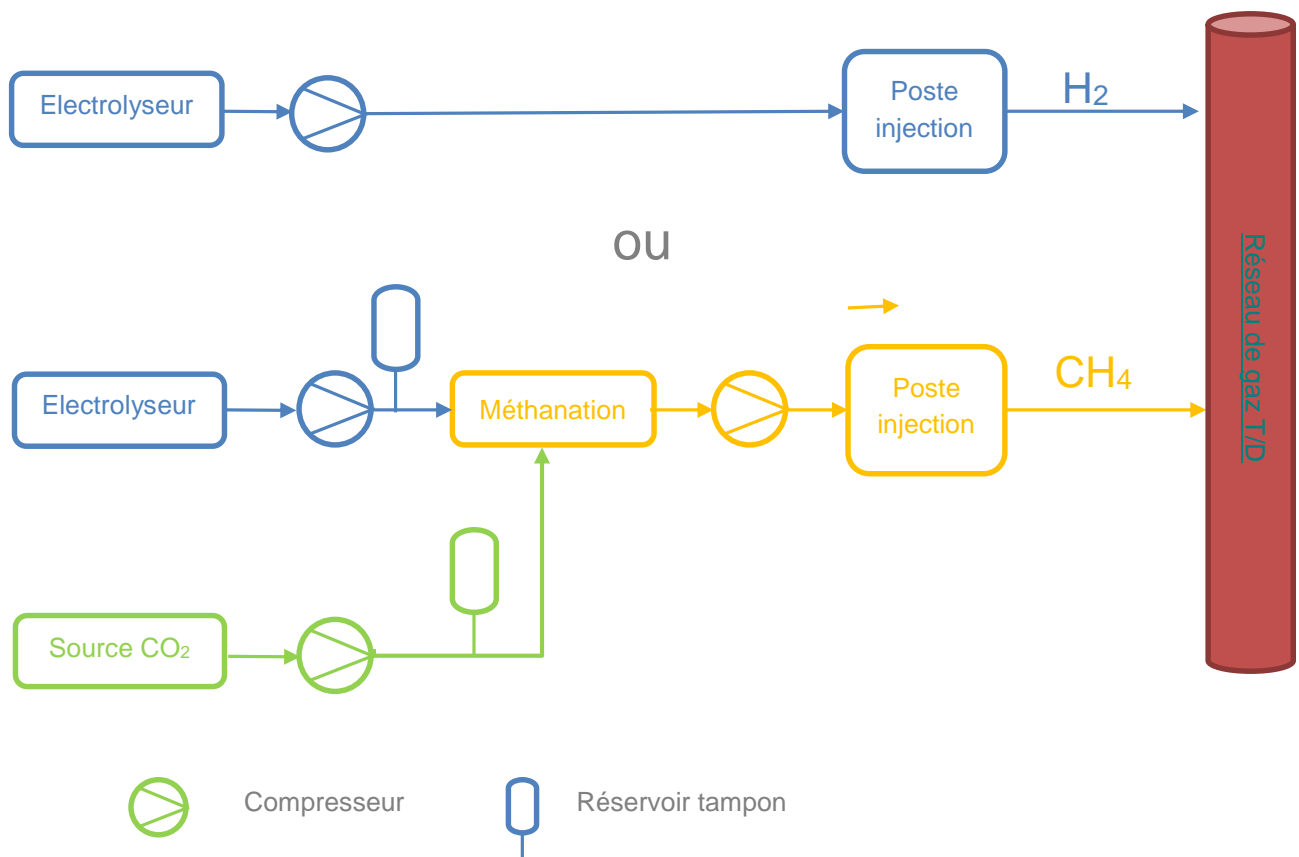 Electrolyseur
Poste
injection
H2
ou
Electrolyseur
Méthanation
Poste
injection
CH4
Réseau de gaz T/D
Source CO2
Compresseur
Réservoir tampon